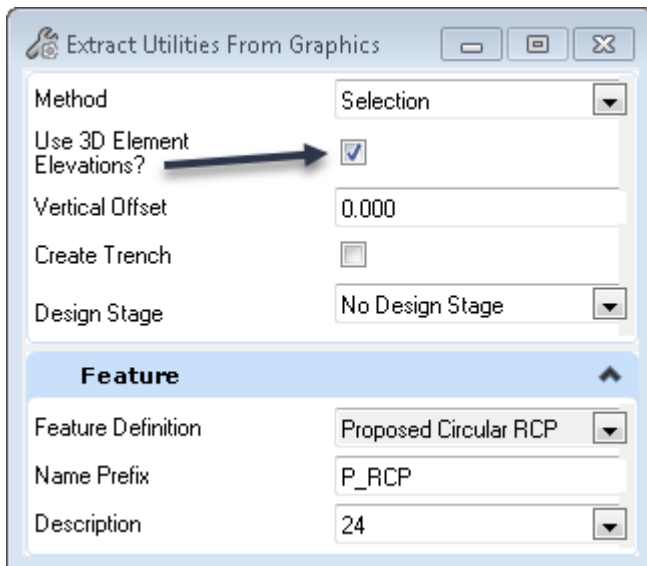 Extract Utilities From Graphics
Method Selection
Use 3D Element
Elevations?
Vertical Offset 0.000
Create Trench
Design Stage No Design Stage
Feature
Feature Definition Proposed Circular RCP
Name Prefix P_RCP
Description 24